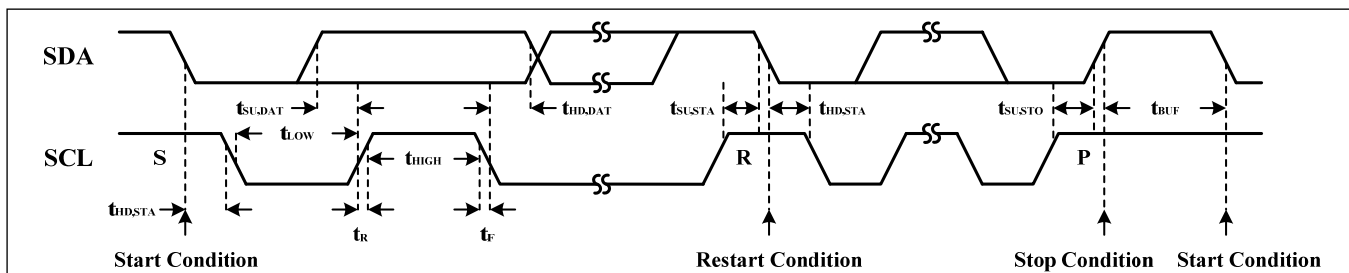 SDA
tSU,DAT
tHD,DAT
tSU,STA
tHD,STA
tSU,STO
tBUF
tLOW
SCL
S
tHIGH
R
P
tHD,STA
tR
tF
Start Condition
Restart Condition
Stop Condition
Start Condition